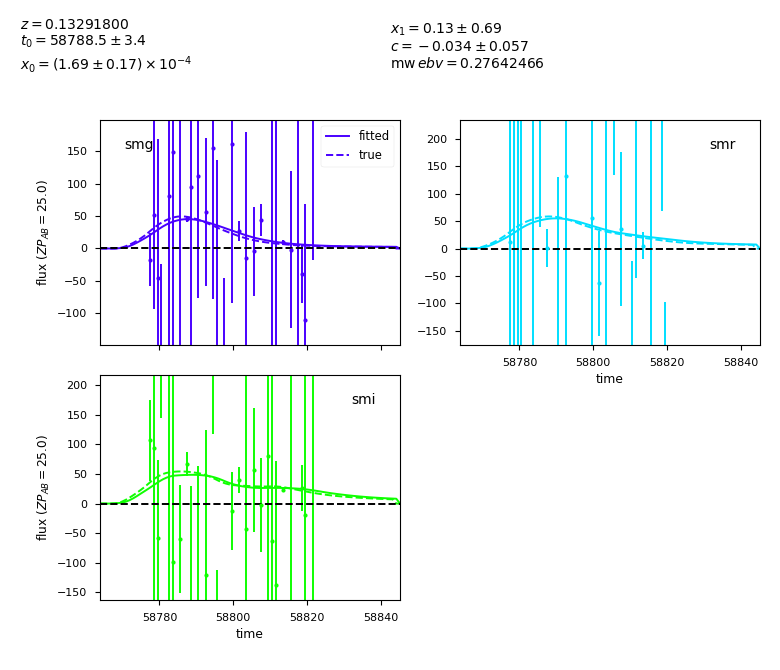 z = 0.13291800
t₀ = 58788.5 ± 3.4
x₀ = (1.69 ± 0.17) × 10⁻⁴
x₁ = 0.13 ± 0.69
c = −0.034 ± 0.057
mw ebv = 0.27642466
smg
fitted
true
150
100
50
0
−50
−100
flux (ZP_AB = 25.0)
smr
200
150
100
50
0
−50
−100
−150
58780 58800 58820 58840
time
smi
200
150
100
50
0
−50
−100
−150
flux (ZP_AB = 25.0)
58780 58800 58820 58840
time